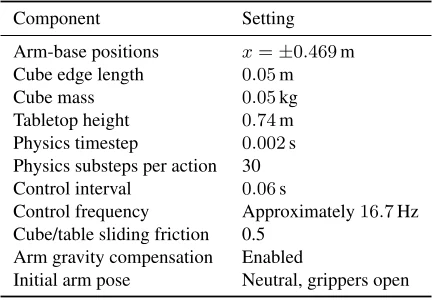 Component Setting
Arm-base positions x = ±0.469 m
Cube edge length 0.05 m
Cube mass 0.05 kg
Tabletop height 0.74 m
Physics timestep 0.002 s
Physics substeps per action 30
Control interval 0.06 s
Control frequency Approximately 16.7 Hz
Cube/table sliding friction 0.5
Arm gravity compensation Enabled
Initial arm pose Neutral, grippers open